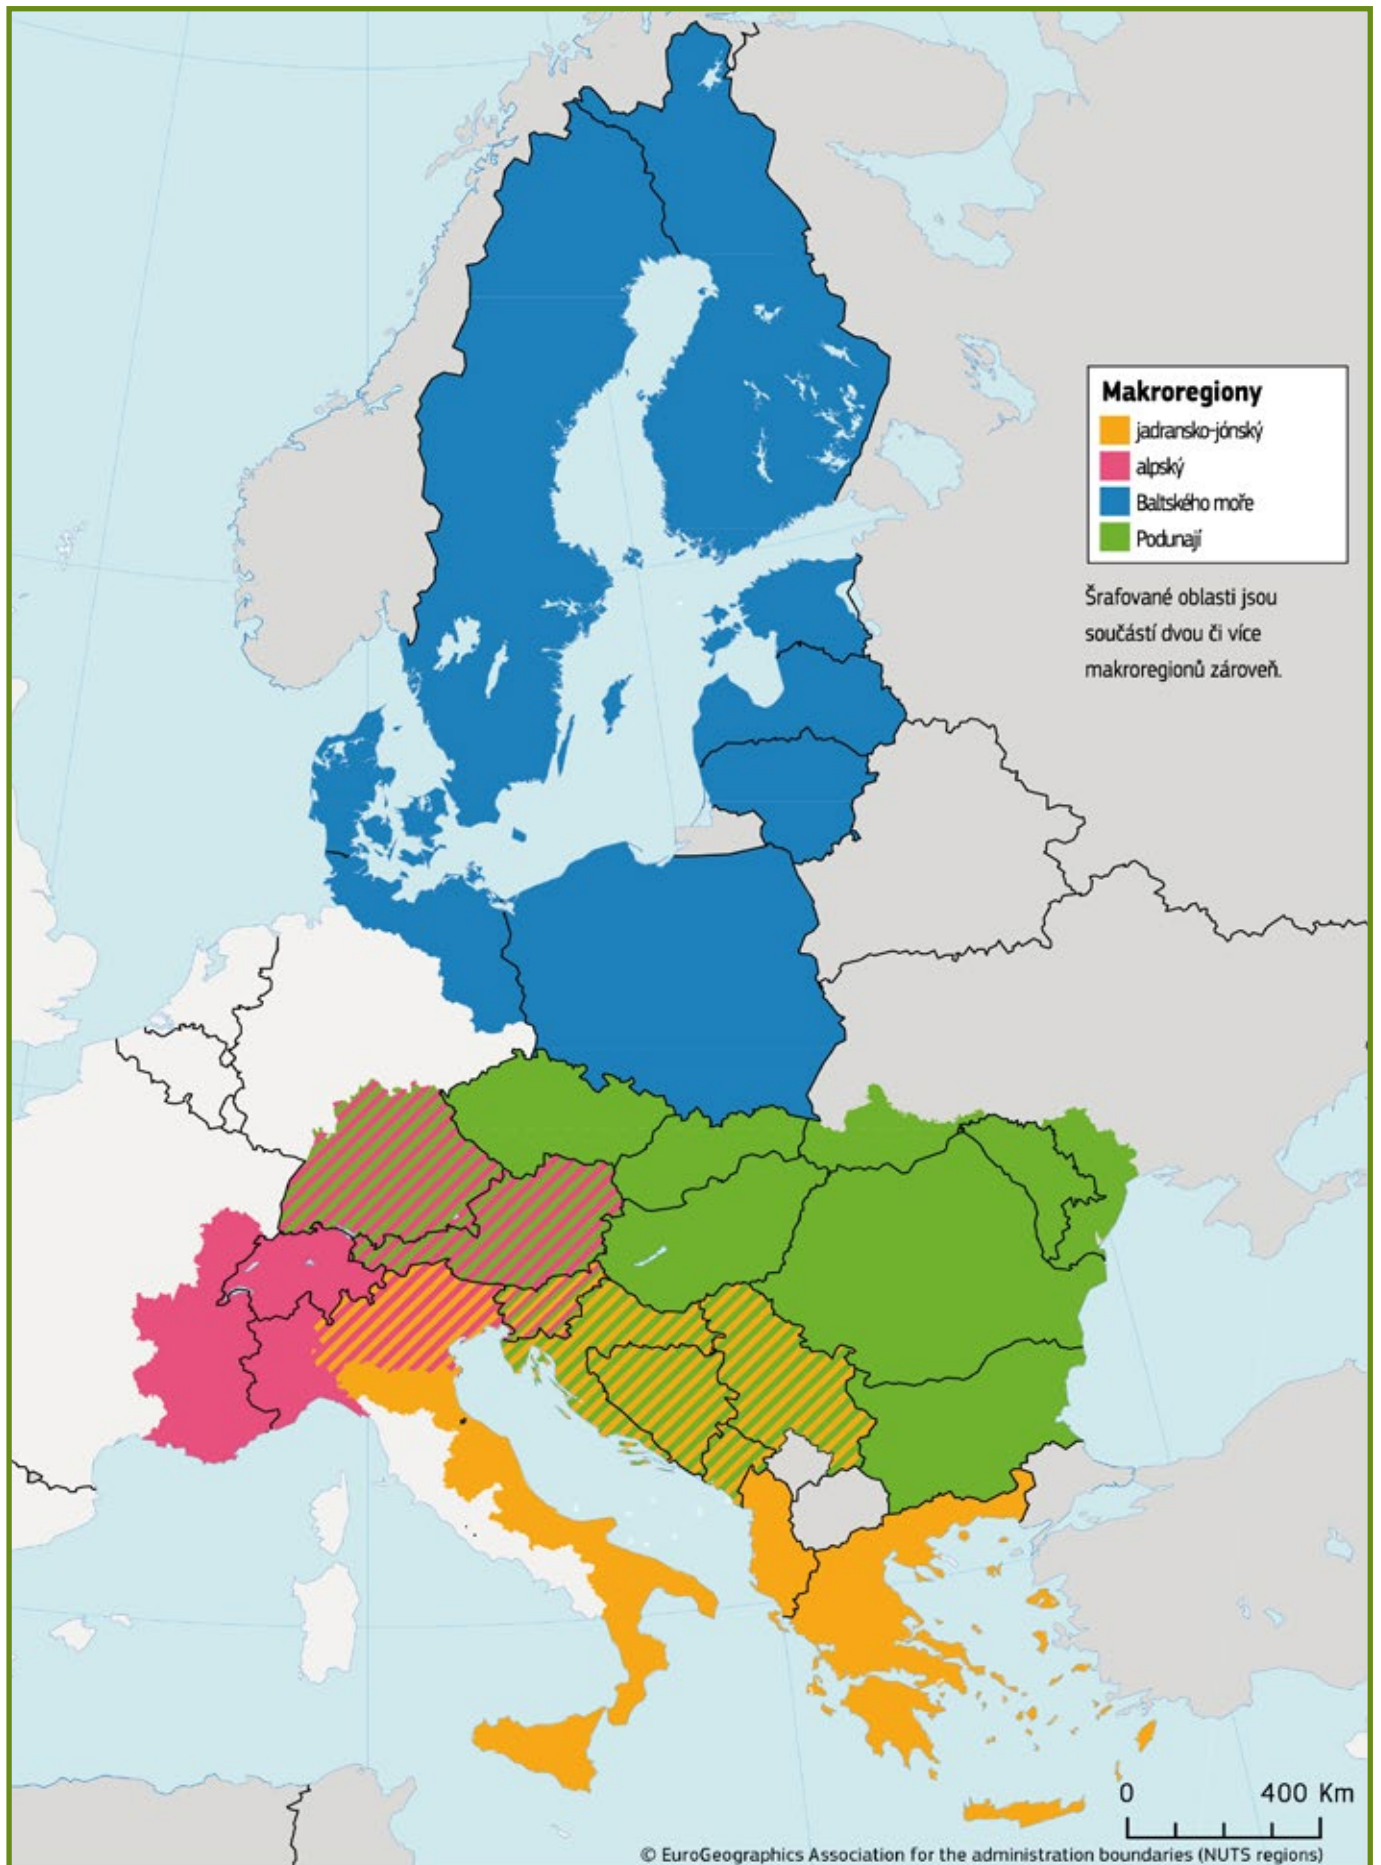 Makroregiony
jadransko-jónský
alpský
Baltského moře
Podunají
Šrafované oblasti jsou
součástí dvou či více
makroregionů zároveň.
0 400 Km
© EuroGeographics Association for the administration boundaries (NUTS regions)